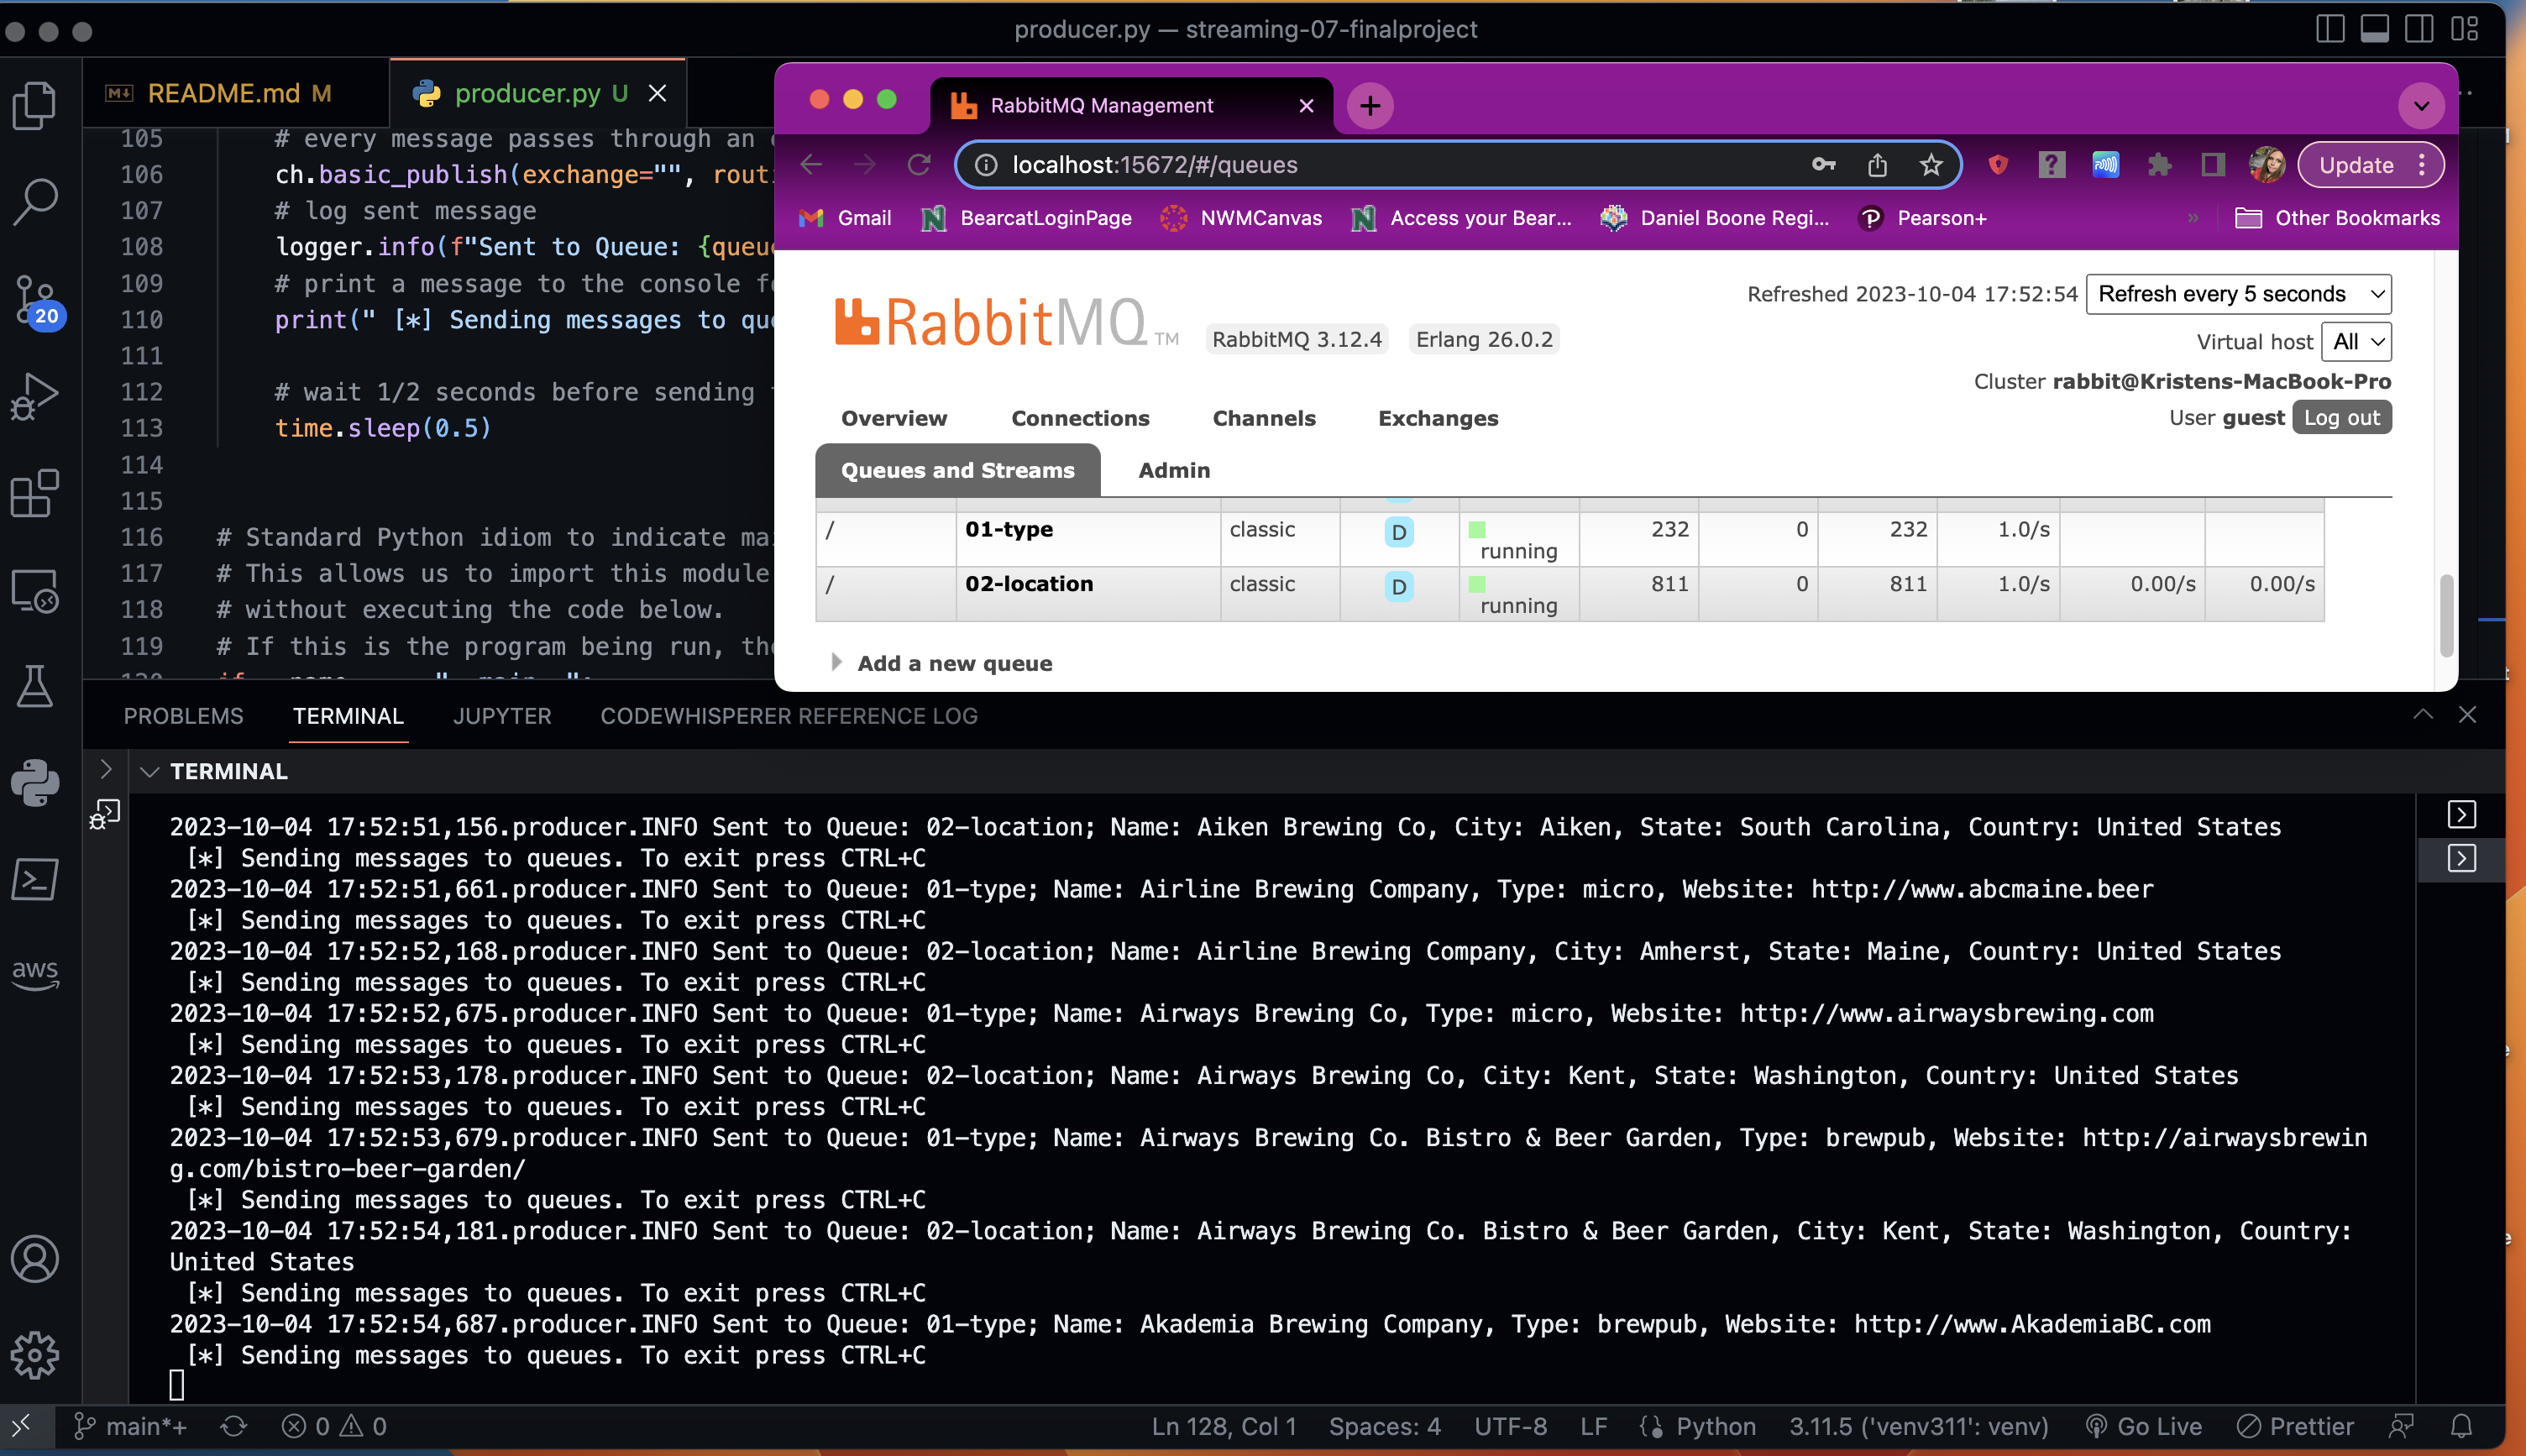 producer.py — streaming-07-finalproject
README.md M
producer.py U
105 # every message passes through an
106 ch.basic_publish(exchange="",
107 # log sent message
108 logger.info(f"Sent to Queue:
109 # print a message to the console
110 print(" [*] Sending messages to
111
112 # wait 1/2 seconds before sending
113 time.sleep(0.5)
114
115
116 # Standard Python idiom to indicate
117 # This allows us to import this module
118 # without executing the code below.
119 # If this is the program being run,
20
RabbitMQ Management
localhost:15672/#/queues
Update
Gmail
BearcatLoginPage
NWMCanvas
Access your Bear...
Daniel Boone Regi...
Pearson+
»
Other Bookmarks
RabbitMQ TM
RabbitMQ 3.12.4
Erlang 26.0.2
Refreshed 2023-10-04 17:52:54 Refresh every 5 seconds
Virtual host All
Cluster rabbit@Kristens-MacBook-Pro
User guest Log out
Overview Connections Channels Exchanges
Queues and Streams Admin
/ 01-type classic D running 232 0 232 1.0/s
/ 02-location classic D running 811 0 811 1.0/s 0.00/s 0.00/s
Add a new queue
PROBLEMS TERMINAL JUPYTER CODEWHISPERER REFERENCE LOG
TERMINAL
2023-10-04 17:52:51,156.producer.INFO Sent to Queue: 02-location; Name: Aiken Brewing Co, City: Aiken, State: South Carolina, Country: United States
[*] Sending messages to queues. To exit press CTRL+C
2023-10-04 17:52:51,661.producer.INFO Sent to Queue: 01-type; Name: Airline Brewing Company, Type: micro, Website: http://www.abcmaine.beer
[*] Sending messages to queues. To exit press CTRL+C
2023-10-04 17:52:52,168.producer.INFO Sent to Queue: 02-location; Name: Airline Brewing Company, City: Amherst, State: Maine, Country: United States
[*] Sending messages to queues. To exit press CTRL+C
2023-10-04 17:52:52,675.producer.INFO Sent to Queue: 01-type; Name: Airways Brewing Co, Type: micro, Website: http://www.airwaysbrewing.com
[*] Sending messages to queues. To exit press CTRL+C
2023-10-04 17:52:53,178.producer.INFO Sent to Queue: 02-location; Name: Airways Brewing Co, City: Kent, State: Washington, Country: United States
[*] Sending messages to queues. To exit press CTRL+C
2023-10-04 17:52:53,679.producer.INFO Sent to Queue: 01-type; Name: Airways Brewing Co. Bistro & Beer Garden, Type: brewpub, Website: http://airwaysbrewin
g.com/bistro-beer-garden/
[*] Sending messages to queues. To exit press CTRL+C
2023-10-04 17:52:54,181.producer.INFO Sent to Queue: 02-location; Name: Airways Brewing Co. Bistro & Beer Garden, City: Kent, State: Washington, Country:
United States
[*] Sending messages to queues. To exit press CTRL+C
2023-10-04 17:52:54,687.producer.INFO Sent to Queue: 01-type; Name: Akademia Brewing Company, Type: brewpub, Website: http://www.AkademiaBC.com
[*] Sending messages to queues. To exit press CTRL+C
aws
main*+ 0 0
Ln 128, Col 1 Spaces: 4 UTF-8 LF Python 3.11.5 ('venv311': venv) Go Live Prettier